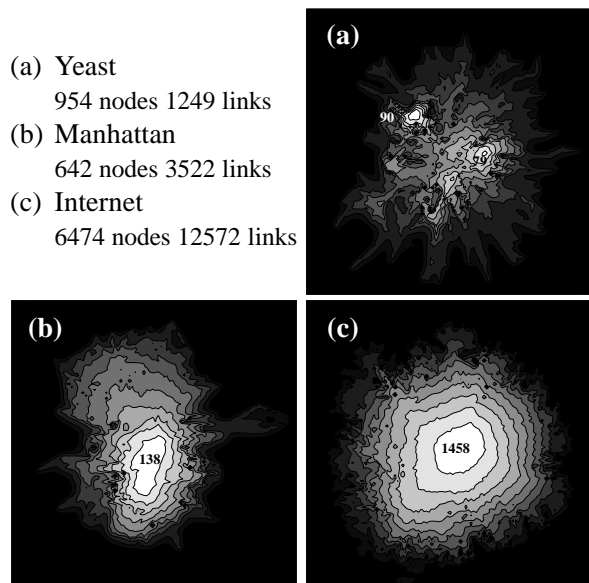 (a) Yeast
954 nodes 1249 links
(b) Manhattan
642 nodes 3522 links
(c) Internet
6474 nodes 12572 links
(a)
90
78
(b)
138
(c)
1458